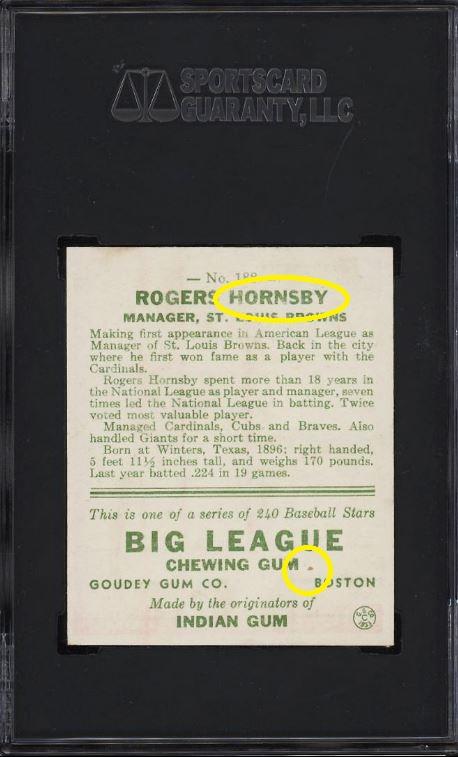 SPORTSCARD
GUARANTY, LLC
— No. 188 —
ROGERS HORNSBY
MANAGER, ST. LOUIS BROWNS
Making first appearance in American League as
Manager of St. Louis Browns. Back in the city
where he first won fame as a player with the
Cardinals.
Rogers Hornsby spent more than 18 years in
the National League as player and manager, seven
times led the National League in batting. Twice
voted most valuable player.
Managed Cardinals, Cubs and Braves. Also
handled Giants for a short time.
Born at Winters, Texas, 1896; right handed,
5 feet 11½ inches tall, and weighs 170 pounds.
Last year batted .224 in 19 games.
This is one of a series of 240 Baseball Stars
BIG LEAGUE
CHEWING GUM
GOUDEY GUM CO. BOSTON
Made by the originators of
INDIAN GUM